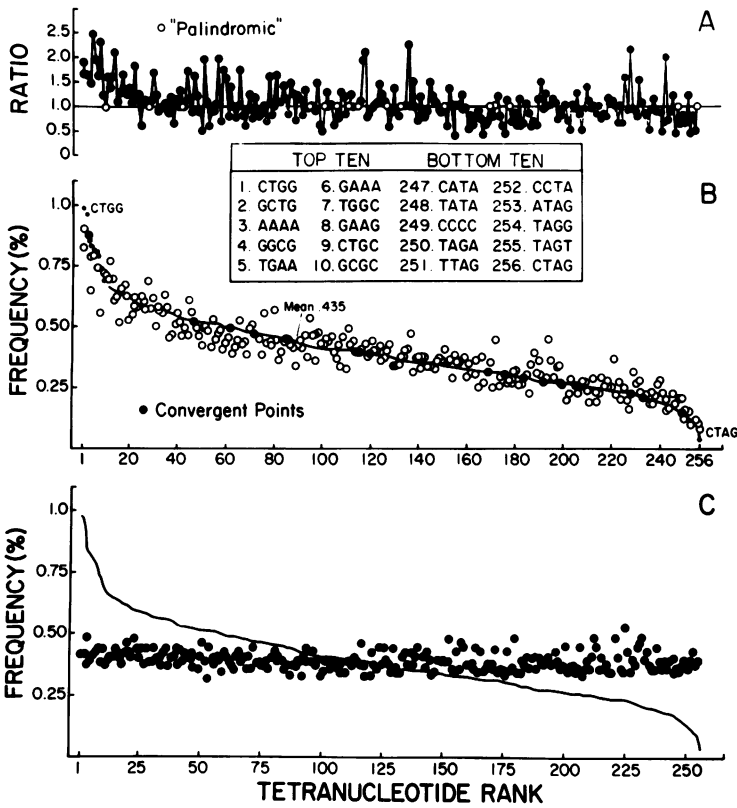 A
○ "Palindromic"
RATIO
2.5
2.0
1.5
1.0
0.5
0
TOP TEN BOTTOM TEN
1. CTGG 6. GAAA 247. CATA 252. CCTA
2. GCTG 7. TGGC 248. TATA 253. ATAG
3. AAAA 8. GAAG 249. CCCC 254. TAGG
4. GGCG 9. CTGC 250. TAGA 255. TAGT
5. TGAA 10. GCGC 251. TTAG 256. CTAG
B
CTGG
FREQUENCY (%)
1.0
0.75
0.50
0.25
Mean .435
● Convergent Points
CTAG
1 20 40 60 80 100 120 140 160 180 200 220 240 256
C
FREQUENCY (%)
1.0
0.75
0.50
0.25
1 25 50 75 100 125 150 175 200 225 250
TETRANUCLEOTIDE RANK